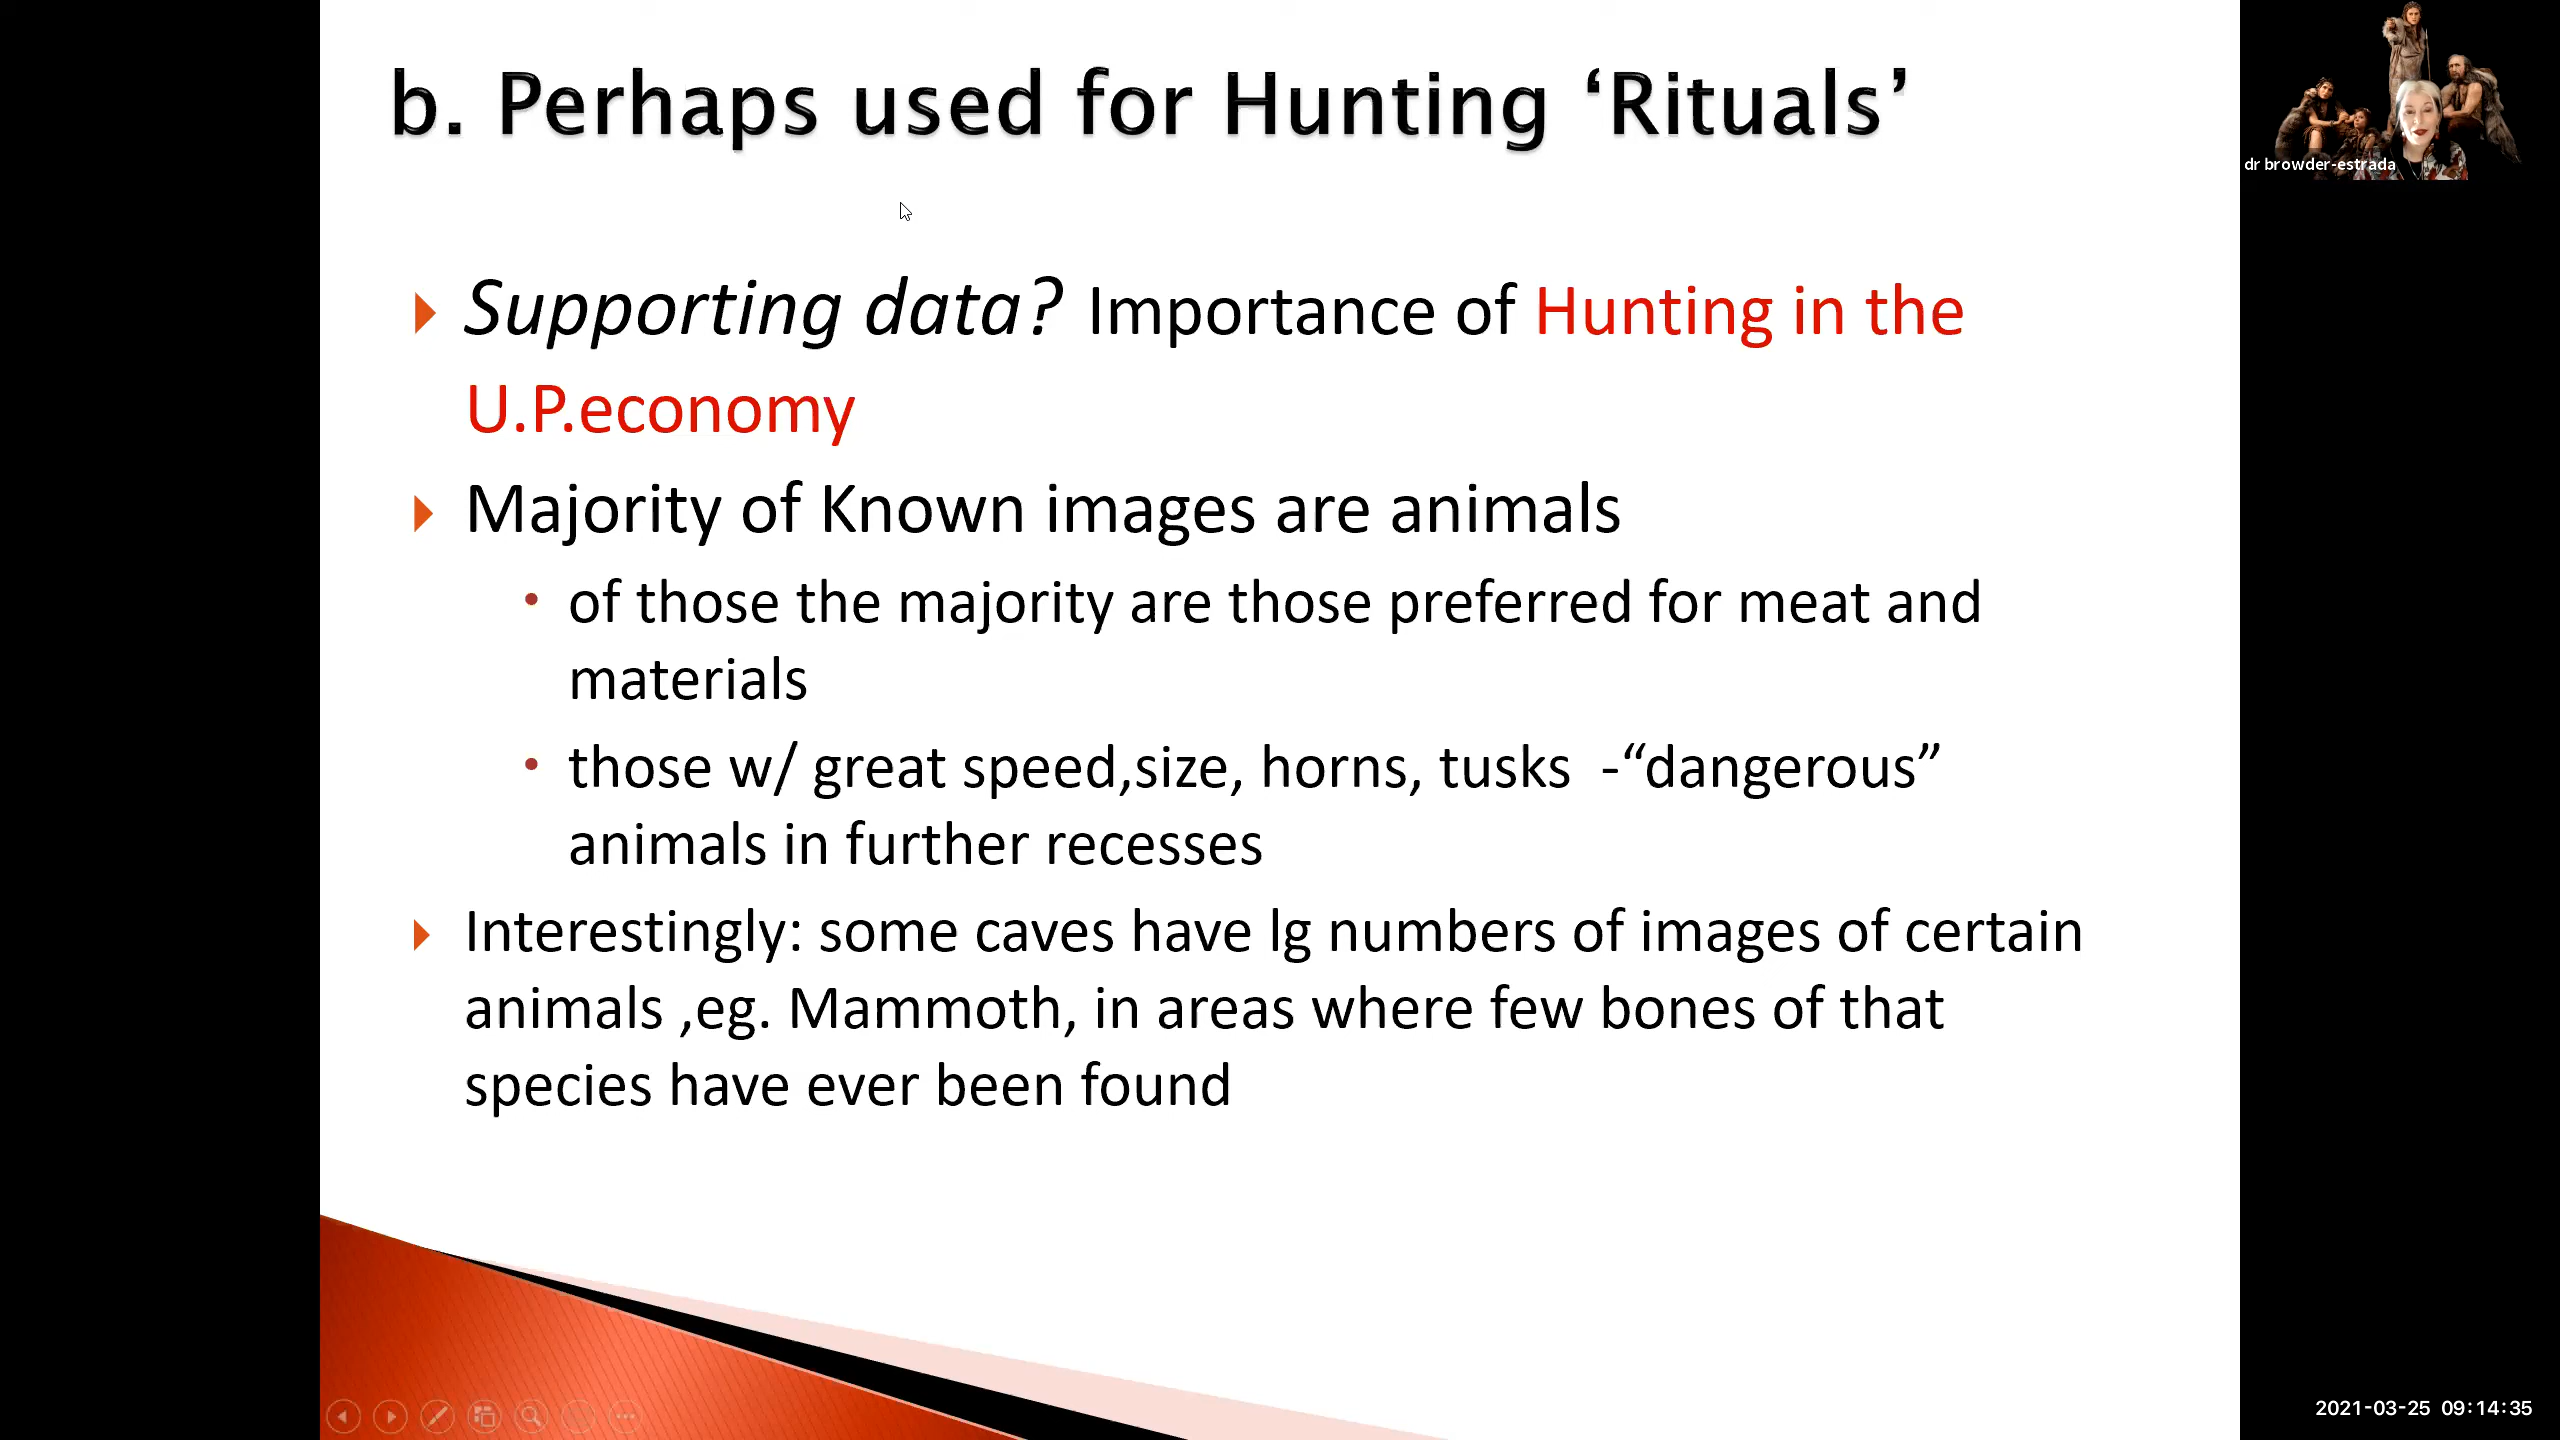 b. Perhaps used for Hunting ‘Rituals’
dr browder-estrada
Supporting data? Importance of Hunting in the
U.P.economy
Majority of Known images are animals
of those the majority are those preferred for meat and
materials
those w/ great speed,size, horns, tusks -“dangerous”
animals in further recesses
Interestingly: some caves have lg numbers of images of certain
animals ,eg. Mammoth, in areas where few bones of that
species have ever been found
2021-03-25 09:14:35